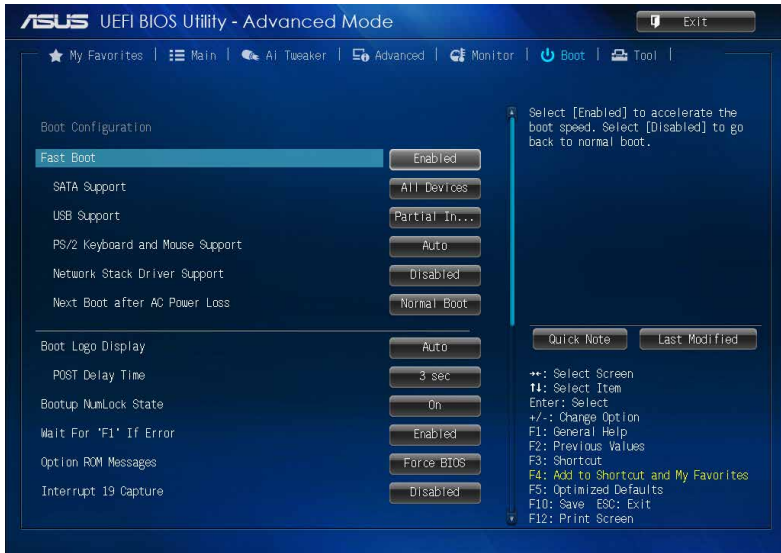 ASUS UEFI BIOS Utility - Advanced Mode
Exit
My Favorites | Main | Ai Tweaker | Advanced | Monitor | Boot | Tool |
Boot Configuration
Fast Boot Enabled
SATA Support All Devices
USB Support Partial In...
PS/2 Keyboard and Mouse Support Auto
Network Stack Driver Support Disabled
Next Boot after AC Power Loss Normal Boot
Boot Logo Display Auto
POST Delay Time 3 sec
Bootup NumLock State On
Wait For 'F1' If Error Enabled
Option ROM Messages Force BIOS
Interrupt 19 Capture Disabled
Select [Enabled] to accelerate the
boot speed. Select [Disabled] to go
back to normal boot.
Quick Note Last Modified
→←: Select Screen
↑↓: Select Item
Enter: Select
+/-: Change Option
F1: General Help
F2: Previous Values
F3: Shortcut
F4: Add to Shortcut and My Favorites
F5: Optimized Defaults
F10: Save ESC: Exit
F12: Print Screen